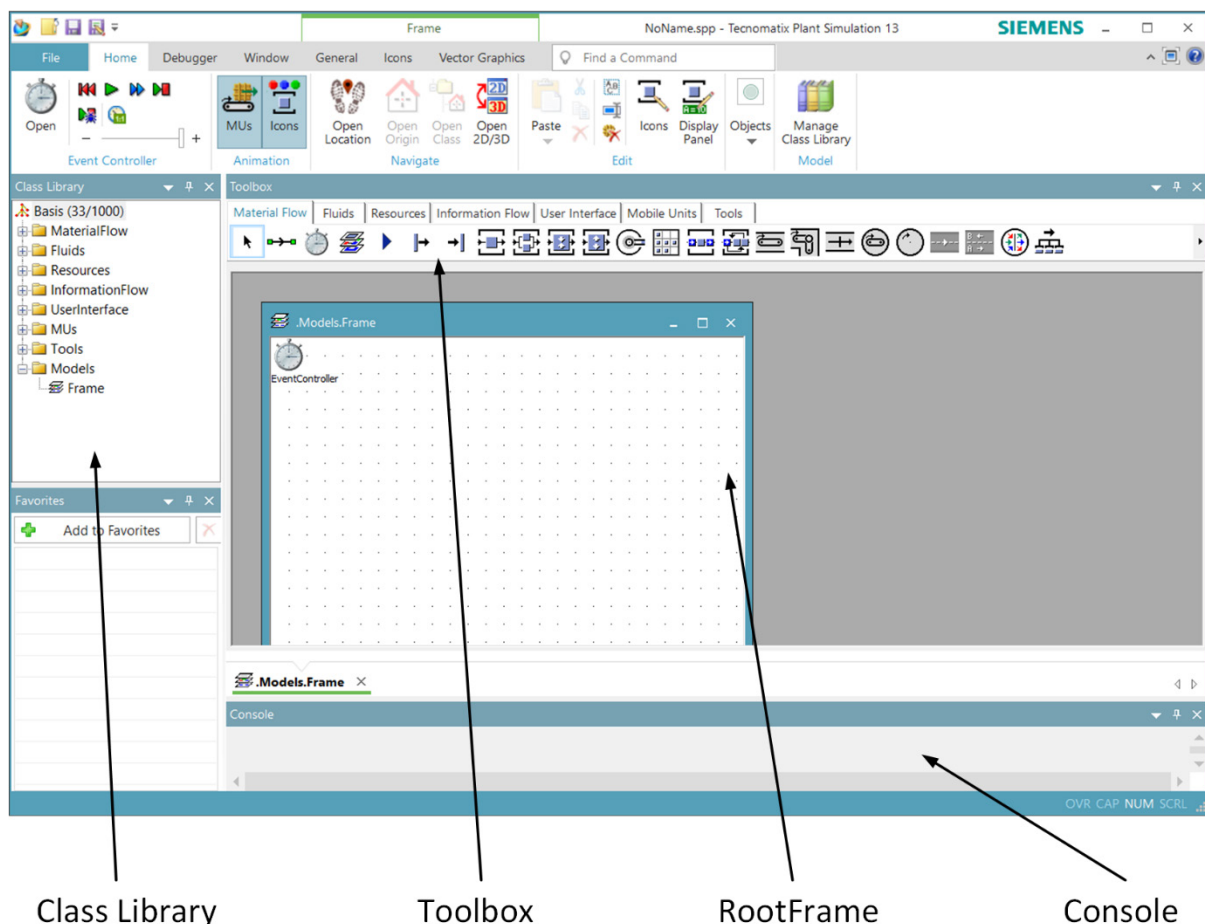 Frame
NoName.spp - Tecnomatix Plant Simulation 13
SIEMENS
File Home Debugger Window General Icons Vector Graphics Find a Command
Open
MUs Icons
Open Location
Open Origin
Open Class
Open 2D/3D
2D
3D
Paste
Icons
Display Panel
Objects
Manage Class Library
Event Controller Animation Navigate Edit Model
Class Library
Toolbox
Basis (33/1000)
MaterialFlow
Fluids
Resources
InformationFlow
UserInterface
MUs
Tools
Models
Frame
Material Flow Fluids Resources Information Flow User Interface Mobile Units Tools
.Models.Frame
EventController
Favorites
Add to Favorites
.Models.Frame
Console
OVR CAP NUM SCRL
Class Library Toolbox RootFrame Console